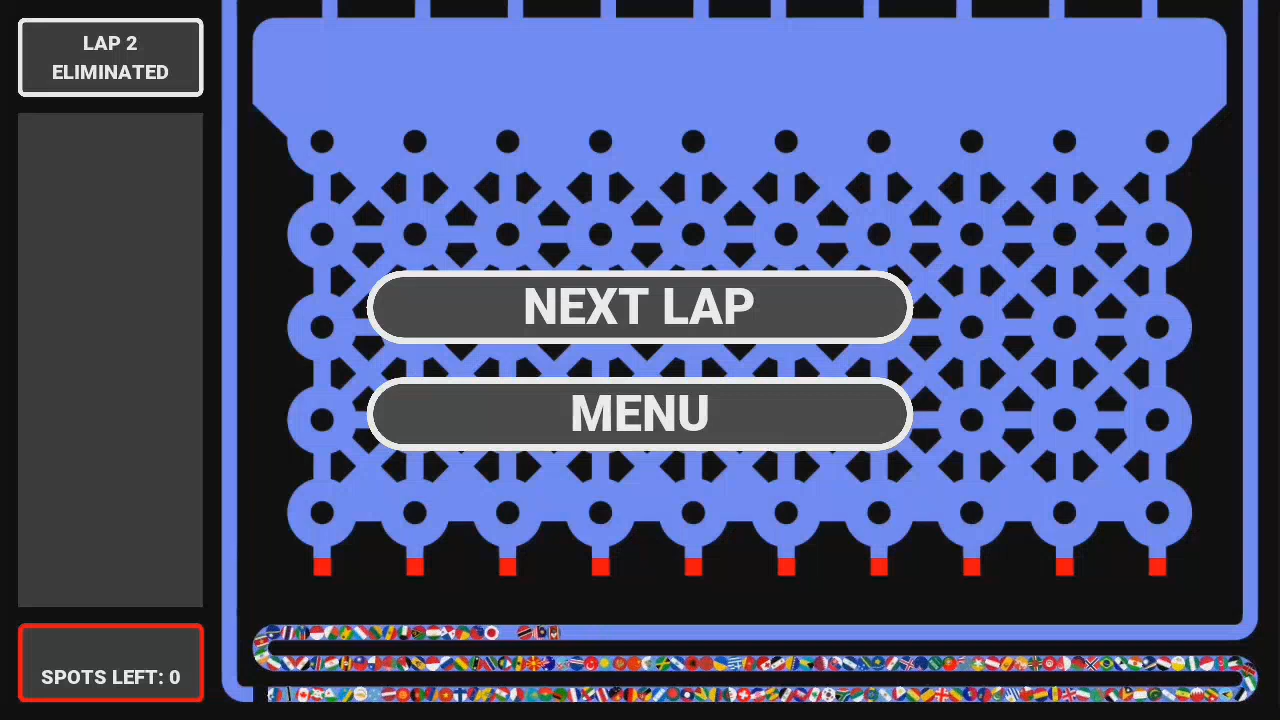 LAP 2
ELIMINATED
NEXT LAP
MENU
SPOTS LEFT: 0